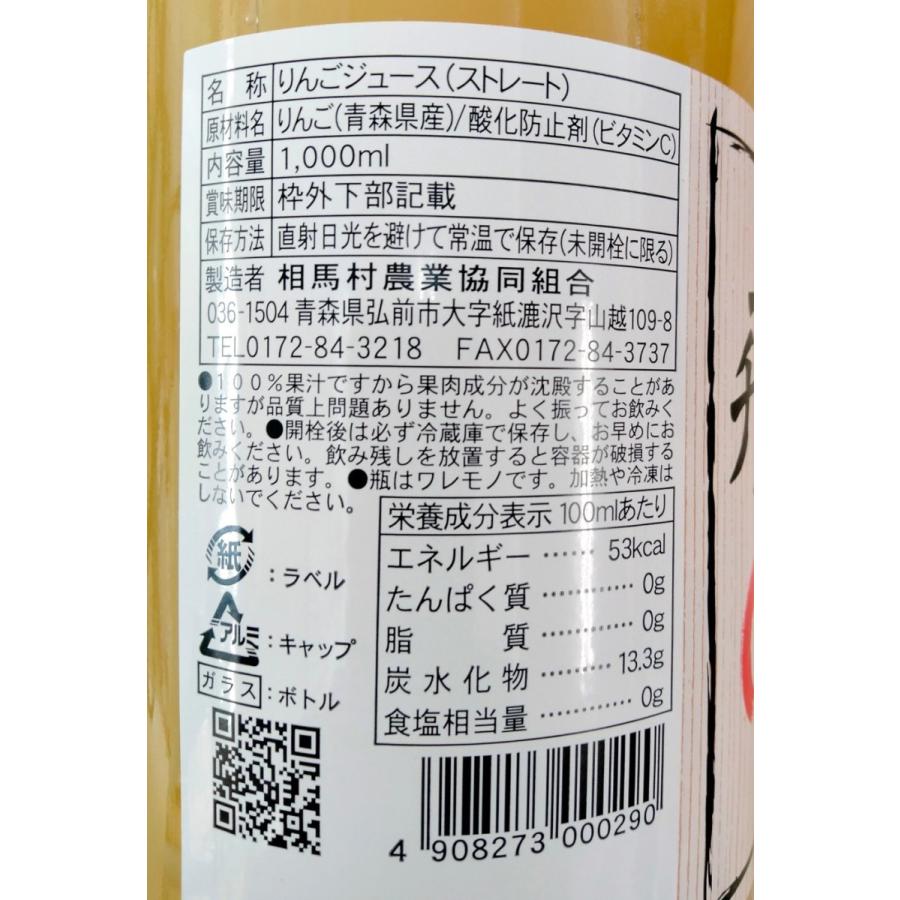 名称 りんごジュース(ストレート)
原材料名 りんご(青森県産)/酸化防止剤(ビタミンC)
内容量 1,000ml
賞味期限 枠外下部記載
保存方法 直射日光を避けて常温で保存(未開栓に限る)
製造者 相馬村農業協同組合
036-1504 青森県弘前市大字紙漉沢字山越109-8
TEL0172-84-3218 FAX0172-84-3737
●100%果汁ですから果肉成分が沈殿することがあ
りますが品質上問題ありません。よく振ってお飲みく
ださい。●開栓後は必ず冷蔵庫で保存し、お早めにお
飲みください。飲み残しを放置すると容器が破損する
ことがあります。●瓶はワレモノです。加熱や冷凍は
しないでください。
栄養成分表示 100mlあたり
エネルギー ……… 53kcal
たんぱく質 ……… 0g
脂質 ……… 0g
炭水化物 ……… 13.3g
食塩相当量 ……… 0g
紙 :ラベル
アルミ :キャップ
ガラス :ボトル
4 908273 000290